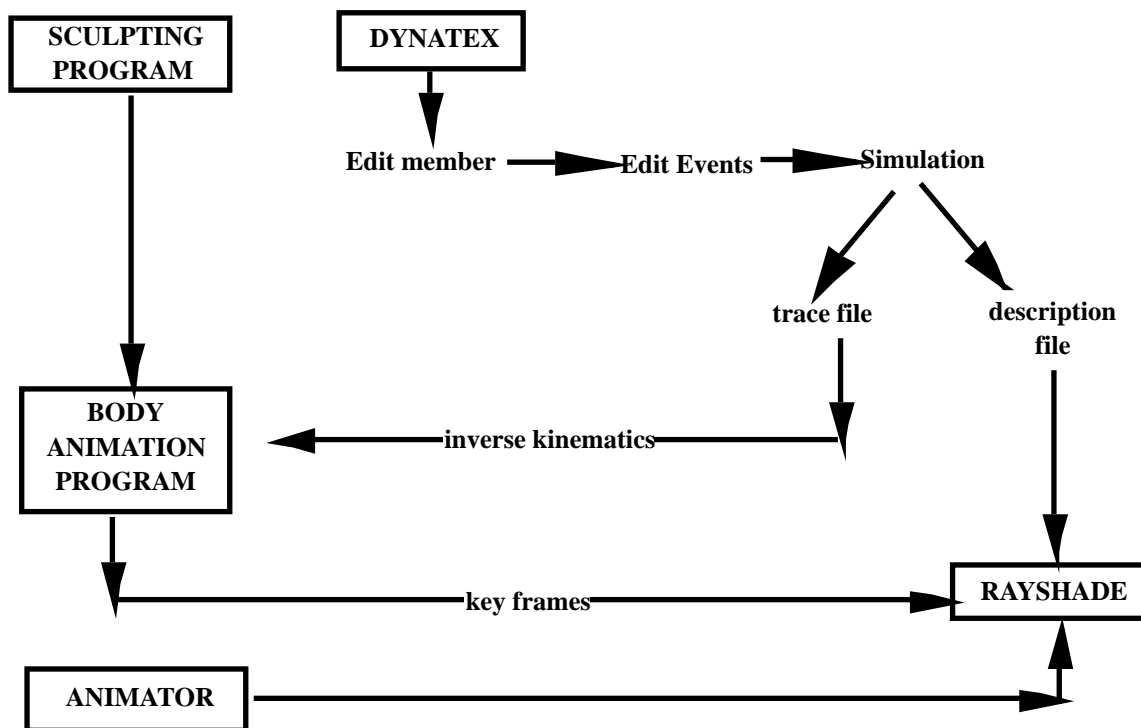 SCULPTING
PROGRAM
DYNATEX
Edit member
Edit Events
Simulation
trace file
description
file
BODY
ANIMATION
PROGRAM
inverse kinematics
key frames
RAYSHADE
ANIMATOR